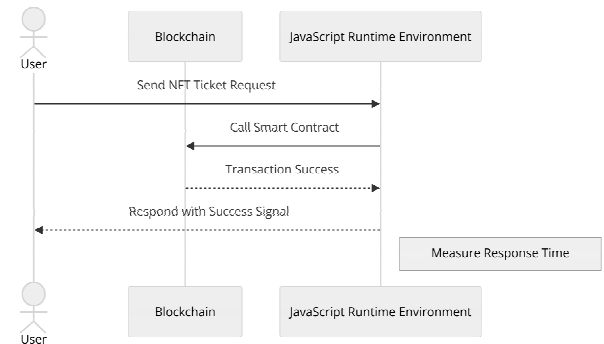 User
Blockchain
JavaScript Runtime Environment
Send NFT Ticket Request
Call Smart Contract
Transaction Success
Respond with Success Signal
Measure Response Time
User
Blockchain
JavaScript Runtime Environment